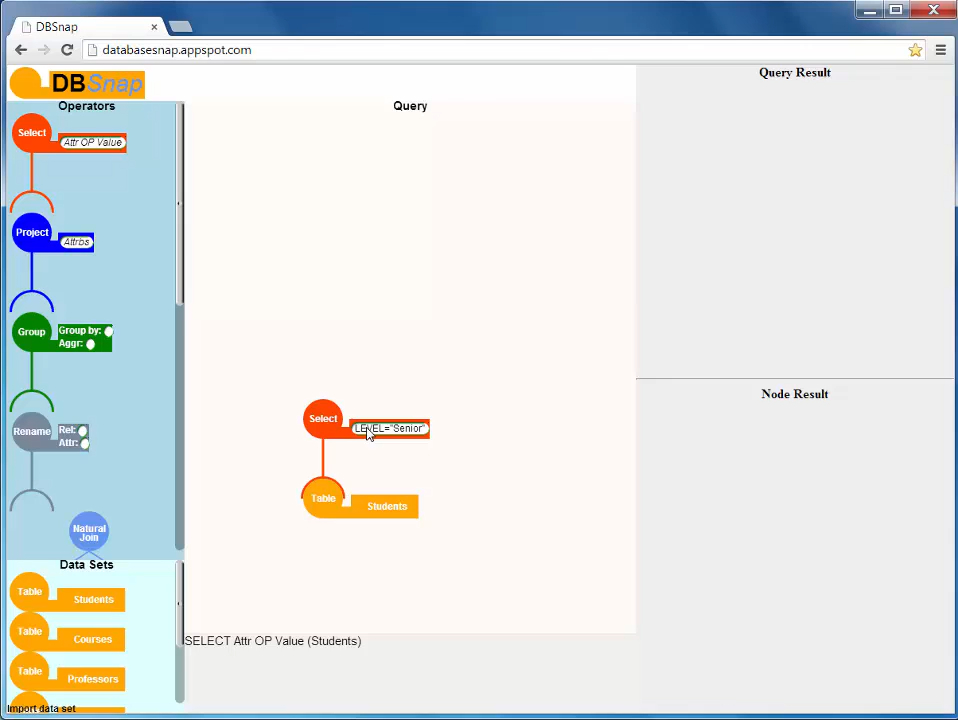 DBSnap
databasesnap.appspot.com
DBSnap
Operators
Select
Attr OP Value
Project
Attrbs
Group
Group by:
Aggr:
Rename
Rel:
Attr:
Natural
Join
Data Sets
Table
Students
Table
Courses
Table
Professors
Import data set
Query
Select
LEVEL="Senior"
Table
Students
SELECT Attr OP Value (Students)
Query Result
Node Result